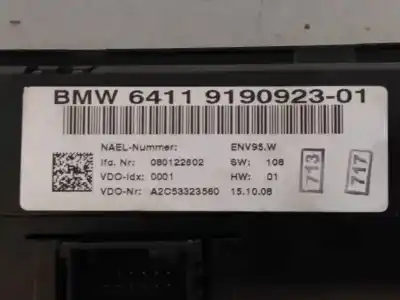 BMW 6411 9190923-01
NAEL-Nummer: ENV95.W
lfd. Nr: 080122602 SW: 106
VDO-Idx: 0001 HW: 01
VDO-Nr: A2C53323560 15.10.08
713
717